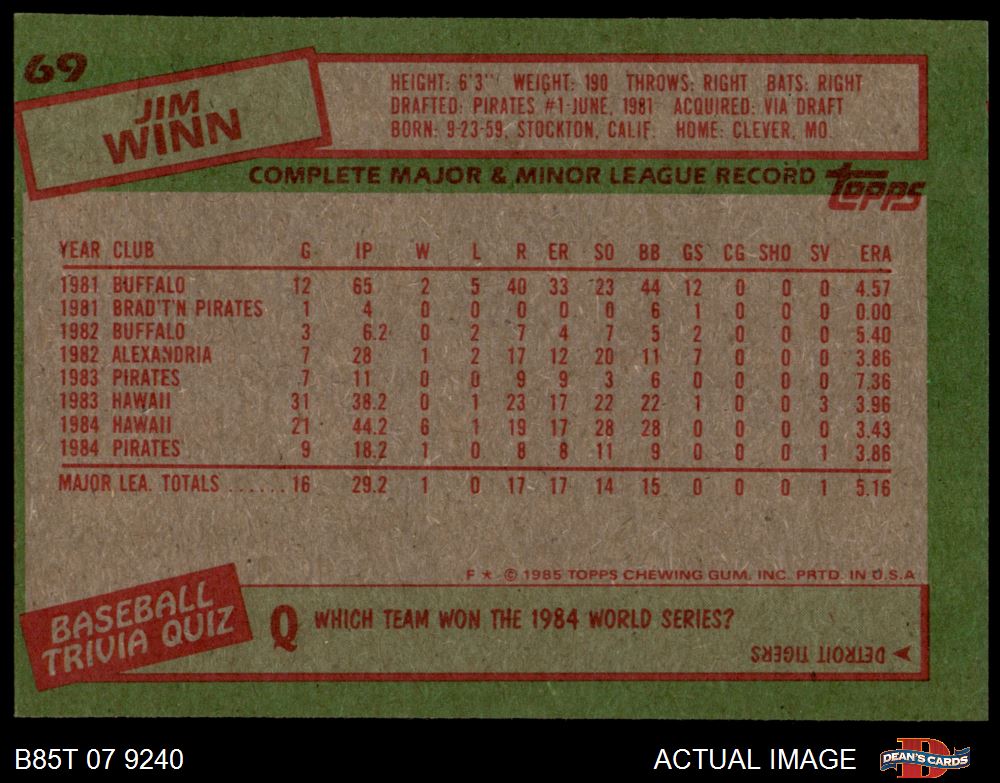 69
JIM
WINN
HEIGHT: 6'3" WEIGHT: 190 THROWS: RIGHT BATS: RIGHT
DRAFTED: PIRATES #1-JUNE, 1981 ACQUIRED: VIA DRAFT
BORN: 9-23-59, STOCKTON, CALIF. HOME: CLEVER, MO.
COMPLETE MAJOR & MINOR LEAGUE RECORD topps
YEAR CLUB G IP W L R ER SO BB GS CG SHO SV ERA
1981 BUFFALO 12 65 2 5 40 33 23 44 12 0 0 0 4.57
1981 BRAD'T'N PIRATES 1 4 0 0 0 0 6 6 1 0 0 0 0.00
1982 BUFFALO 3 6.2 0 2 7 4 7 5 2 0 0 0 5.40
1982 ALEXANDRIA 7 28 1 2 17 12 20 11 7 0 0 0 3.86
1983 PIRATES 7 11 0 0 9 9 3 6 0 0 0 0 7.36
1983 HAWAII 31 38.2 0 1 23 17 22 22 1 0 0 3 3.96
1984 HAWAII 21 44.2 6 1 19 17 28 28 0 0 0 0 3.43
1984 PIRATES 9 18.2 1 0 8 8 11 9 0 0 0 1 3.86
MAJOR LEA. TOTALS ...... 16 29.2 1 0 17 17 14 15 0 0 0 1 5.16
F ★ © 1985 TOPPS CHEWING GUM, INC. PRTD. IN U.S.A
BASEBALL
TRIVIA QUIZ
Q WHICH TEAM WON THE 1984 WORLD SERIES?
DETROIT TIGERS
B85T 07 9240 ACTUAL IMAGE DEAN'S CARDS